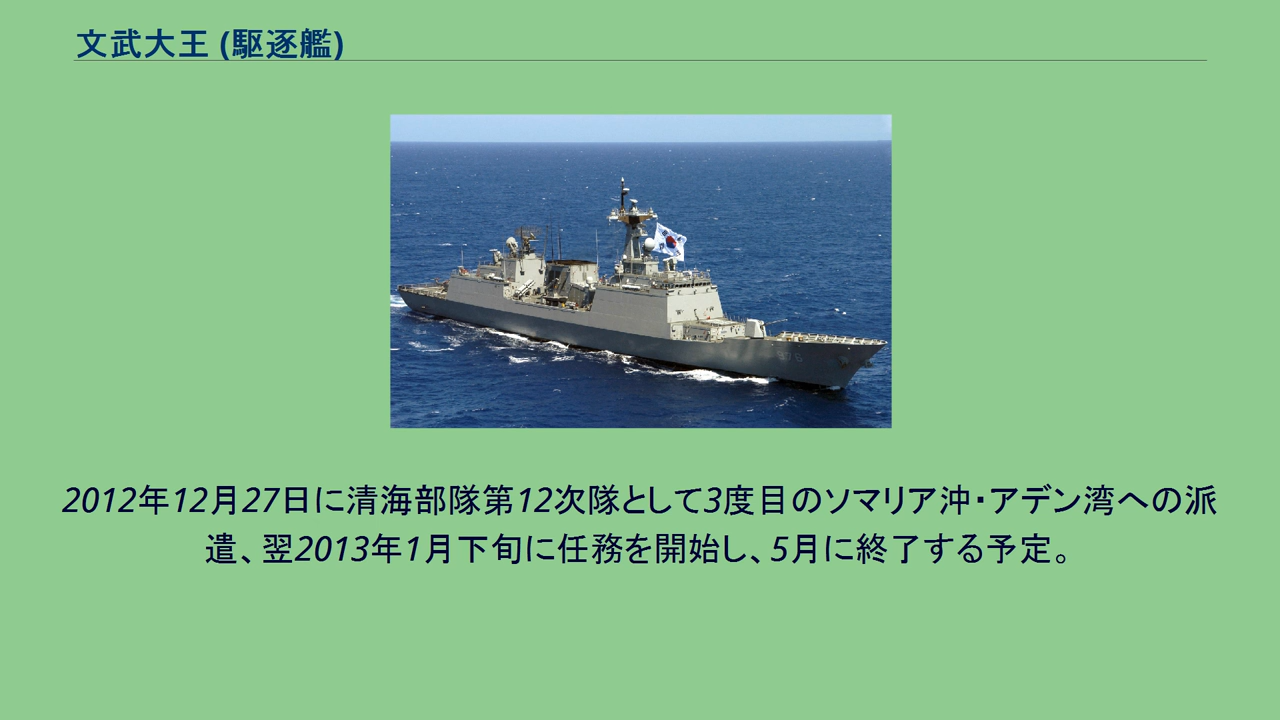 文武大王 (駆逐艦)
976
2012年12月27日に清海部隊第12次隊として3度目のソマリア沖・アデン湾への派
遣、翌2013年1月下旬に任務を開始し、5月に終了する予定。